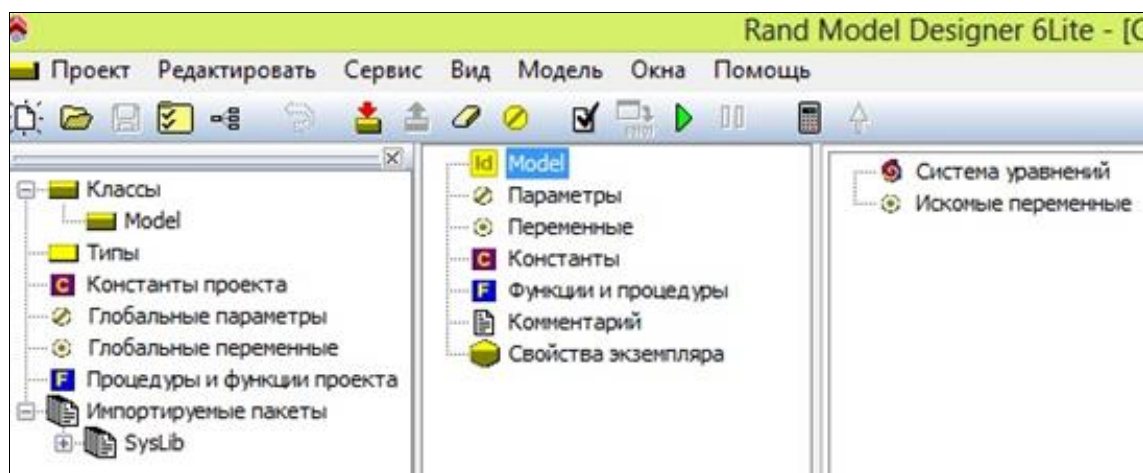 Rand Model Designer 6Lite - [C
Проект Редактировать Сервис Вид Модель Окна Помощь
Классы
Model
Типы
C Константы проекта
Глобальные параметры
Глобальные переменные
F Процедуры и функции проекта
Импортируемые пакеты
SysLib
Id Model
Параметры
Переменные
C Константы
F Функции и процедуры
Комментарий
Свойства экземпляра
Система уравнений
Искомые переменные